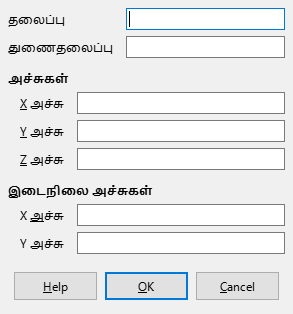 தலைப்பு
துணைதலைப்பு
அச்சுகள்
X அச்சு
Y அச்சு
Z அச்சு
இடைநிலை அச்சுகள்
X அச்சு
Y அச்சு
Help OK Cancel